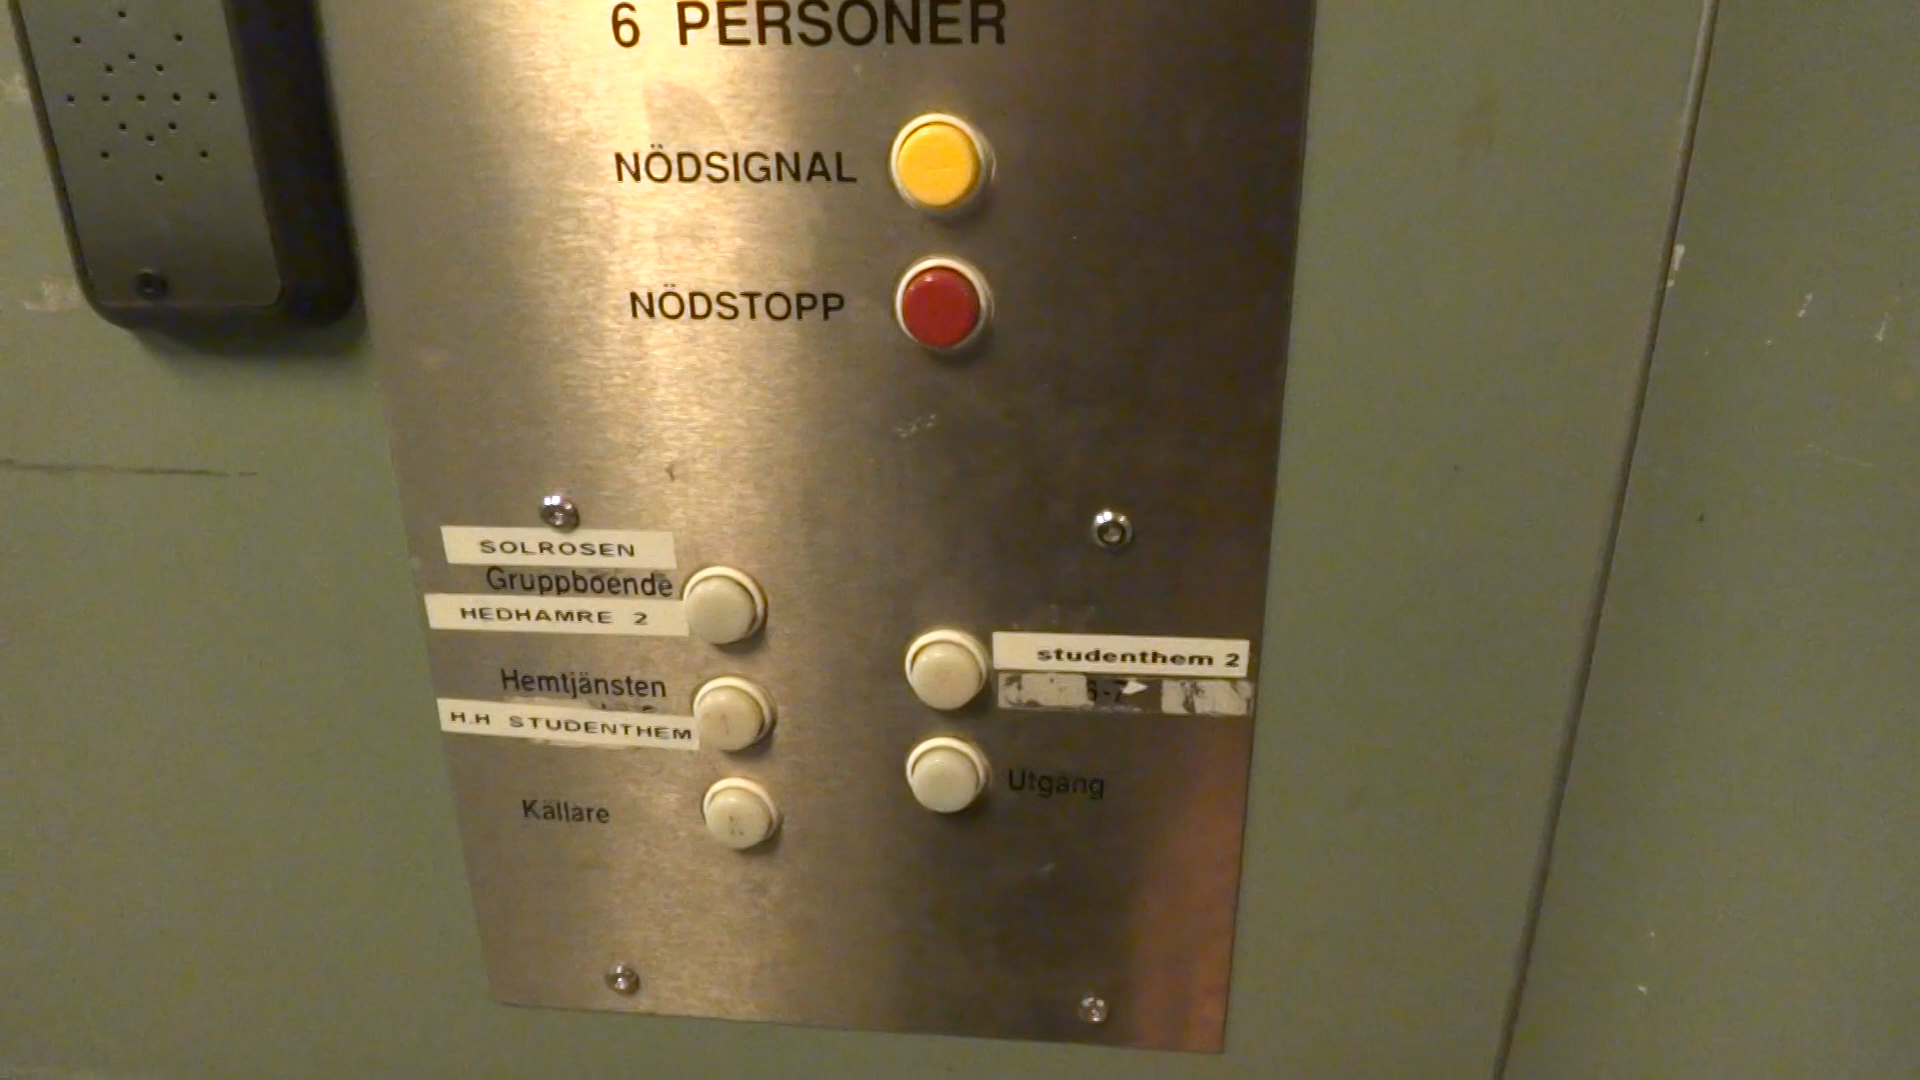 6 PERSONER
NÖDSIGNAL
NÖDSTOPP
SOLROSEN
Gruppboende
HEDHAMRE 2
Hemtjänsten
H.H STUDENTHEM
Källare
studenthem 2
Utgång